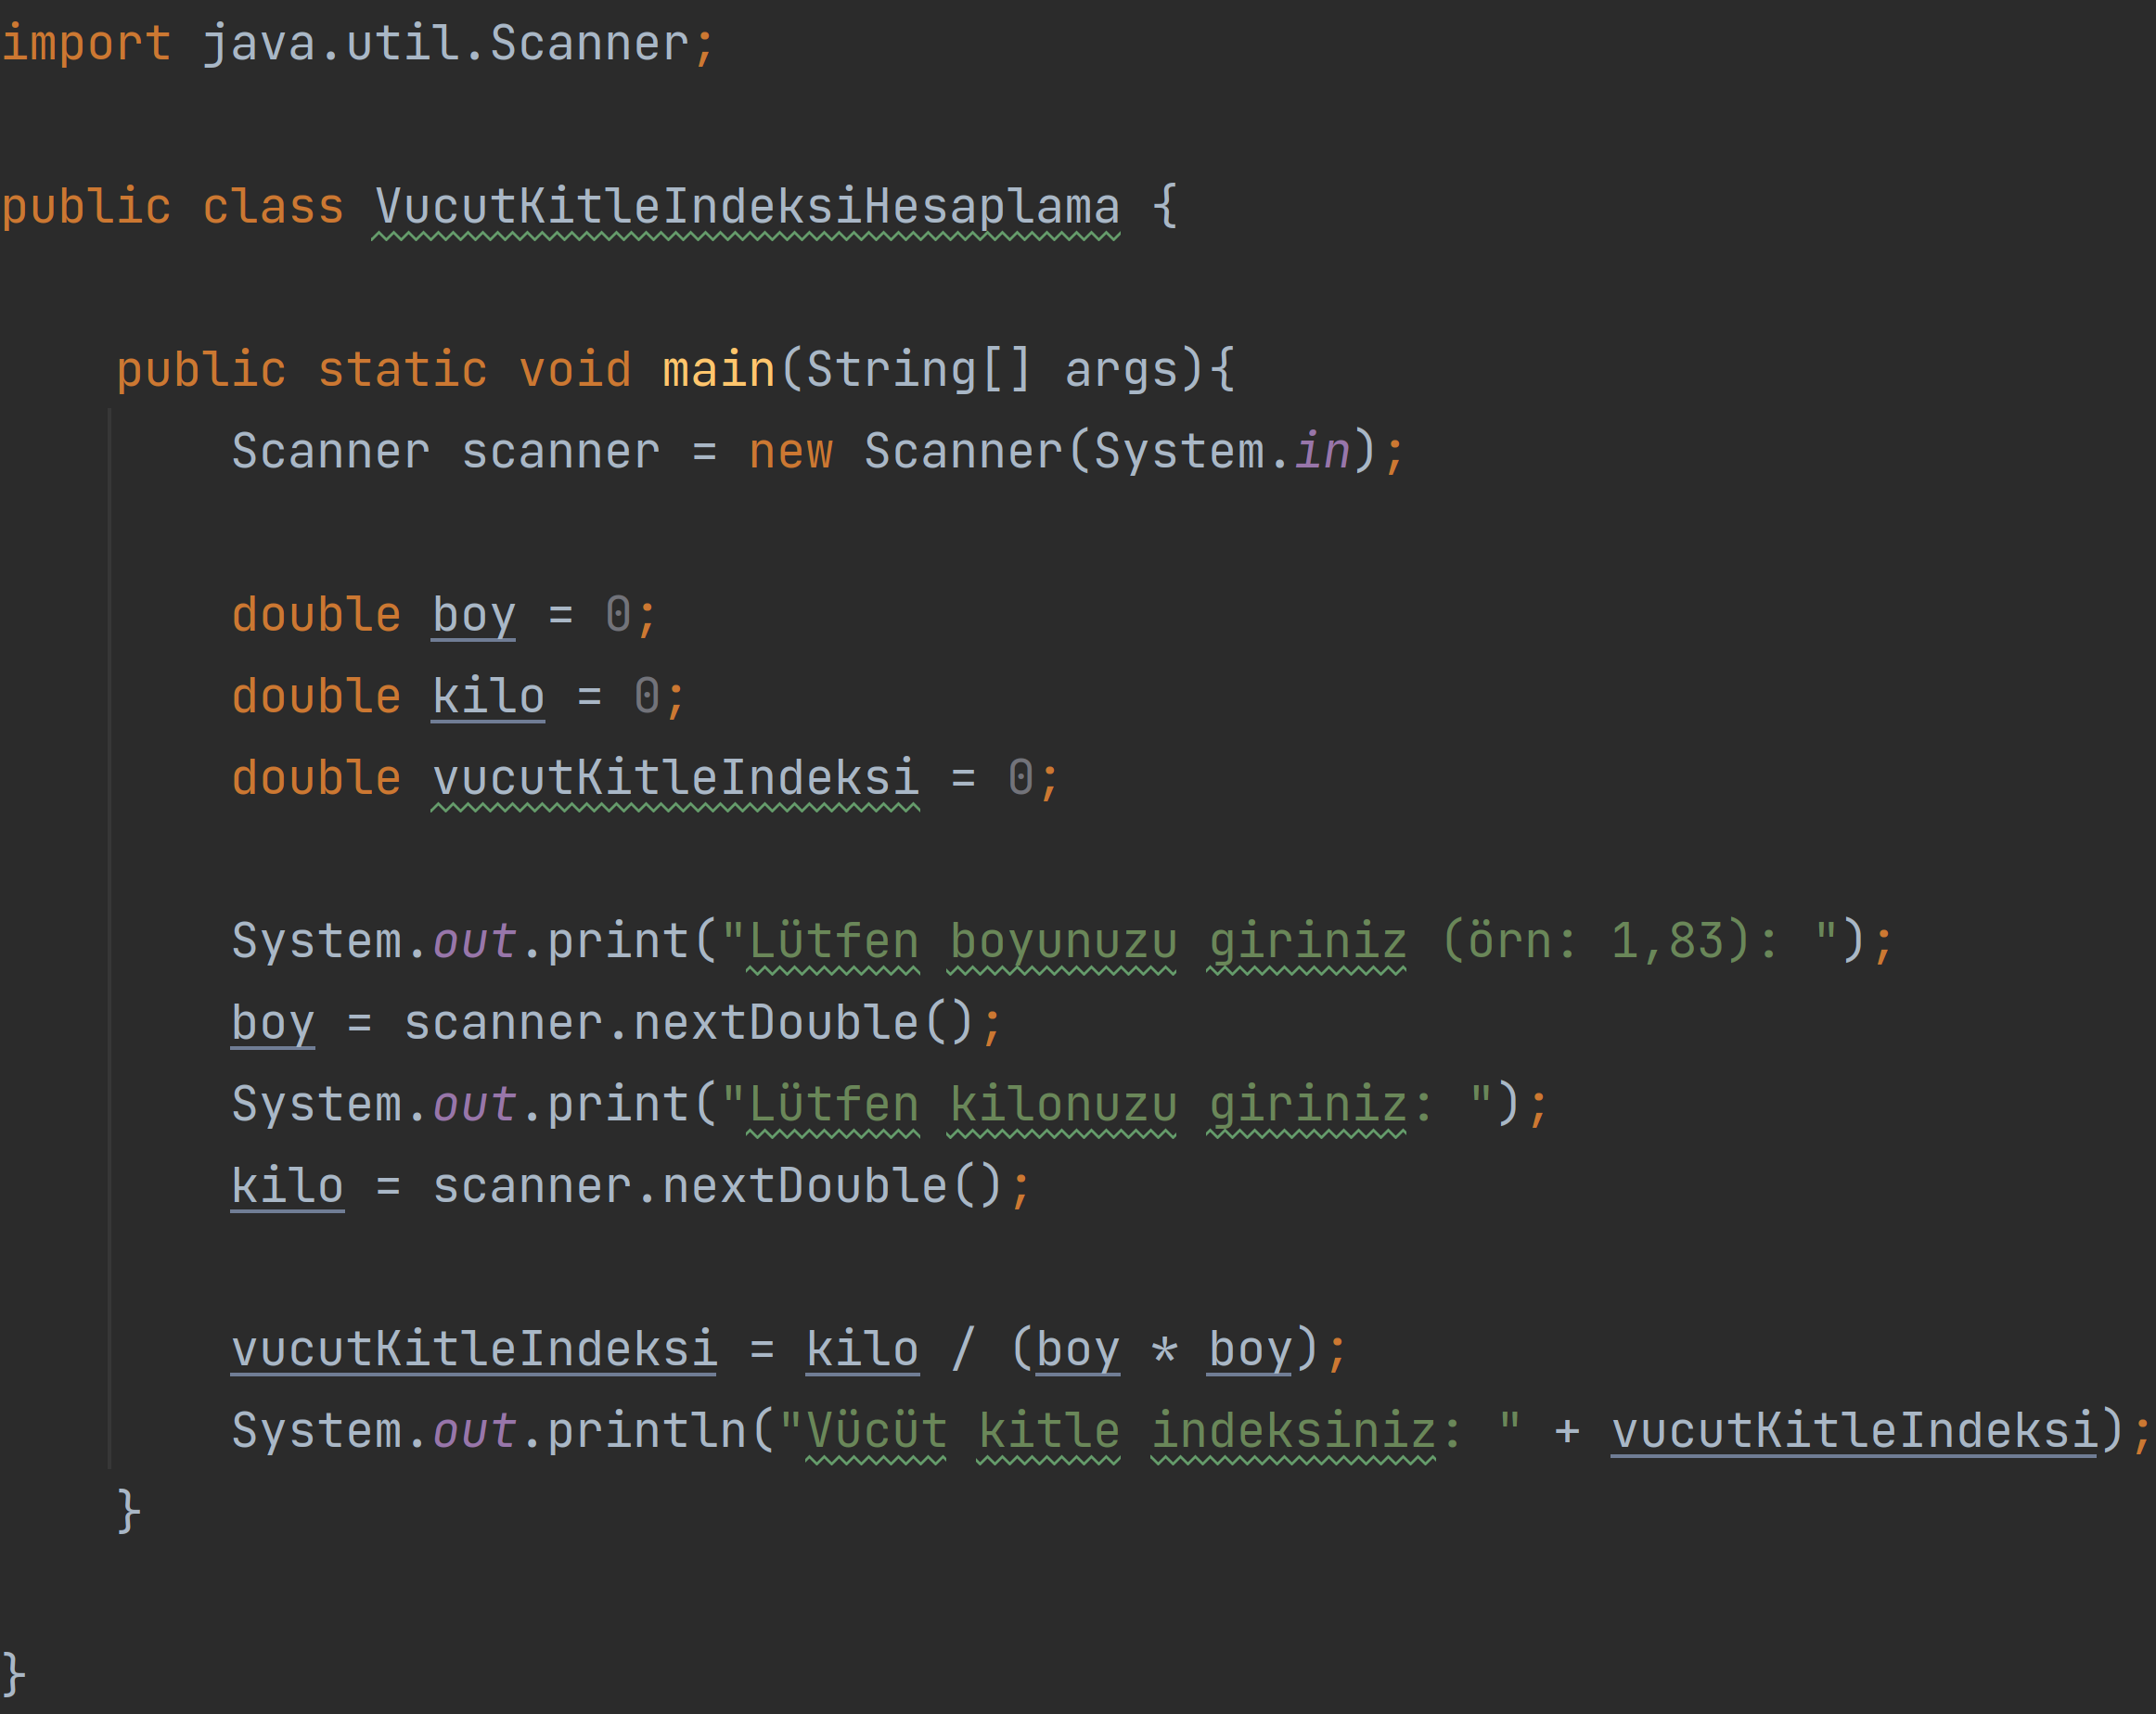 import java.util.Scanner;
public class VucutKitleIndeksiHesaplama {
public static void main(String[] args){
Scanner scanner = new Scanner(System.in);
double boy = 0;
double kilo = 0;
double vucutKitleIndeksi = 0;
System.out.print("Lütfen boyunuzu giriniz (örn: 1,83): ");
boy = scanner.nextDouble();
System.out.print("Lütfen kilonuzu giriniz: ");
kilo = scanner.nextDouble();
vucutKitleIndeksi = kilo / (boy * boy);
System.out.println("Vücüt kitle indeksiniz: " + vucutKitleIndeksi);
}
}